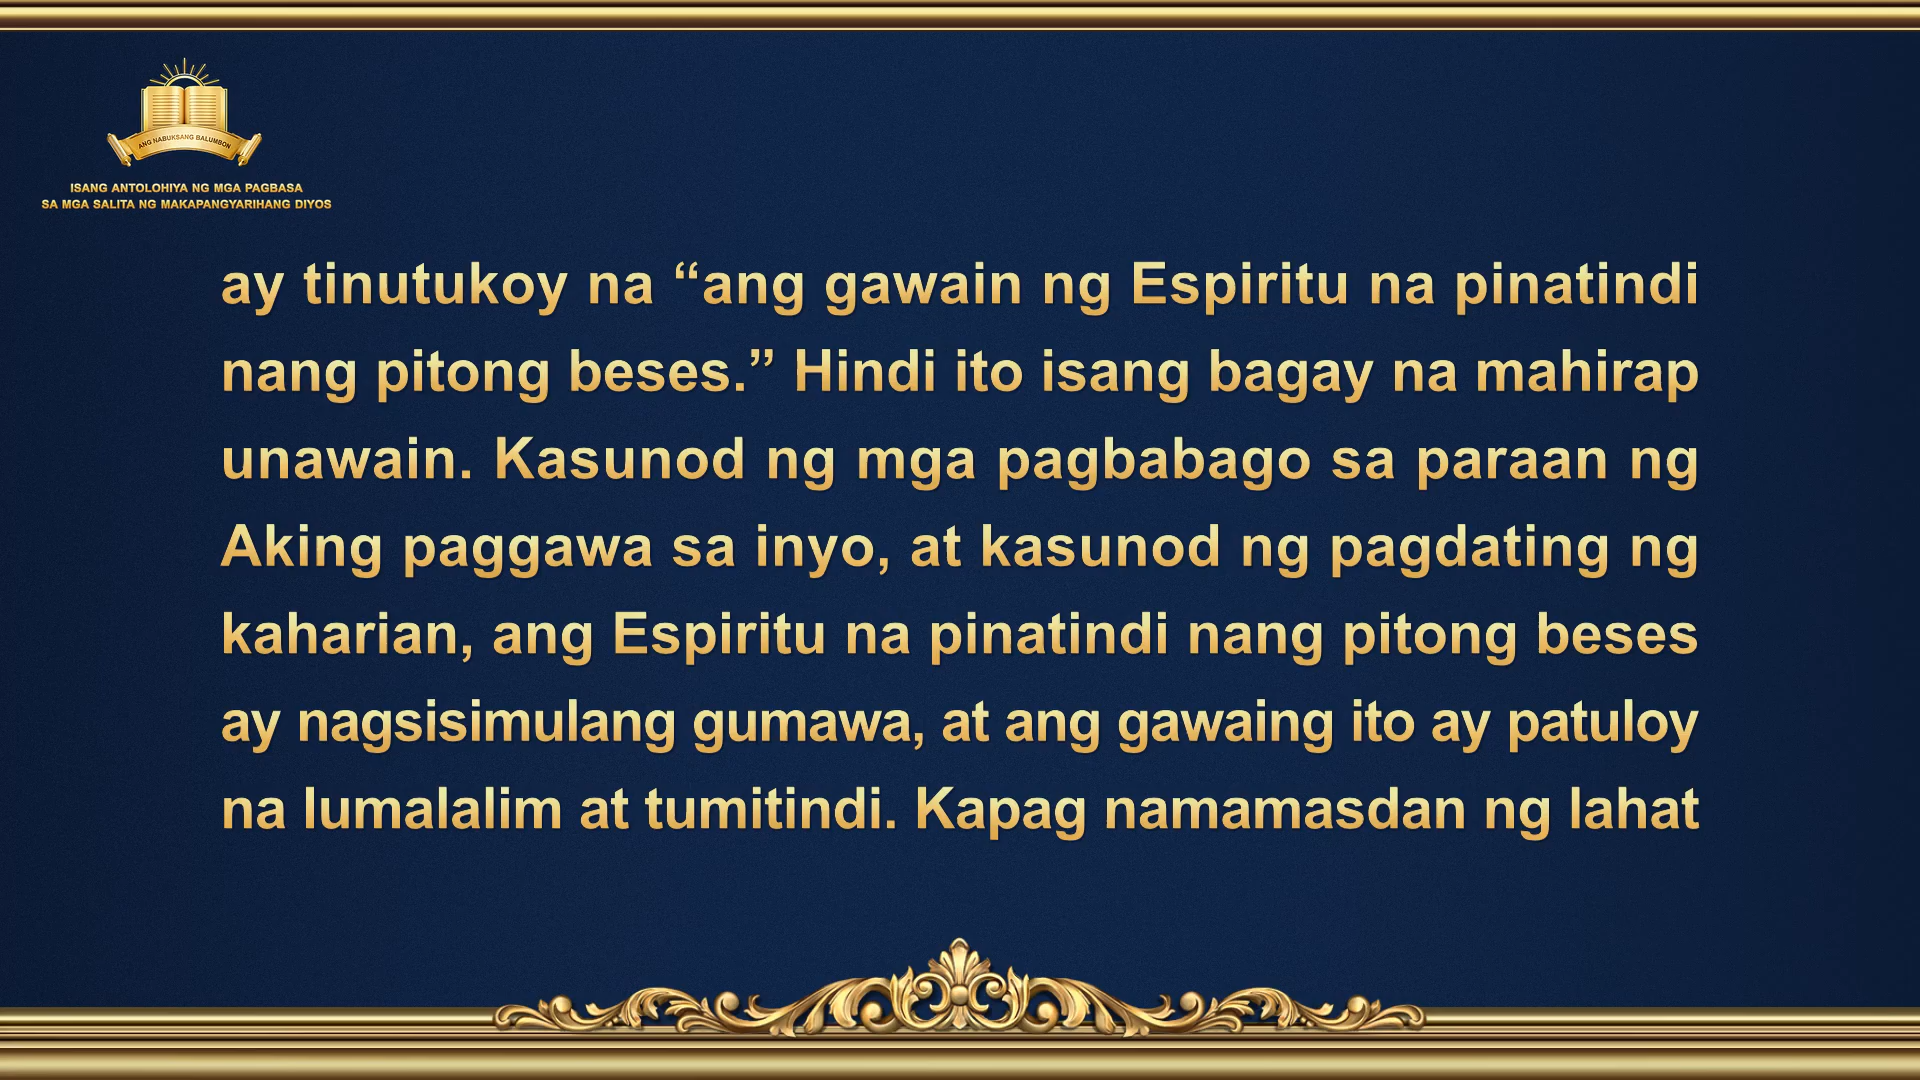 ANG NABUKSANG BALUMBON
ISANG ANTOLOHIYA NG MGA PAGBASA
SA MGA SALITA NG MAKAPANGYARIHANG DIYOS
ay tinutukoy na “ang gawain ng Espiritu na pinatindi
nang pitong beses.” Hindi ito isang bagay na mahirap
unawain. Kasunod ng mga pagbabago sa paraan ng
Aking paggawa sa inyo, at kasunod ng pagdating ng
kaharian, ang Espiritu na pinatindi nang pitong beses
ay nagsisimulang gumawa, at ang gawaing ito ay patuloy
na lumalalim at tumitindi. Kapag namamasdan ng lahat